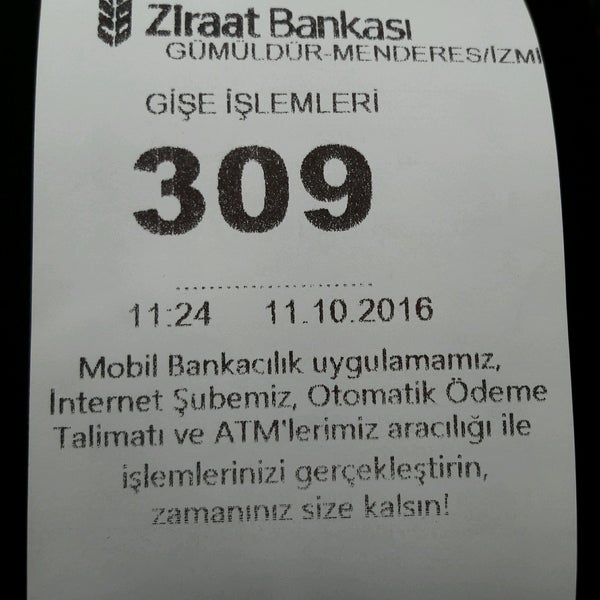 Ziraat Bankası
GÜMÜLDÜR-MENDERES/İZMİ
GİŞE İŞLEMLERİ
309
11:24 11.10.2016
Mobil Bankacılık uygulamamız,
İnternet Şubemiz, Otomatik Ödeme
Talimatı ve ATM'lerimiz aracılığı ile
işlemlerinizi gerçekleştirin,
zamanınız size kalsın!